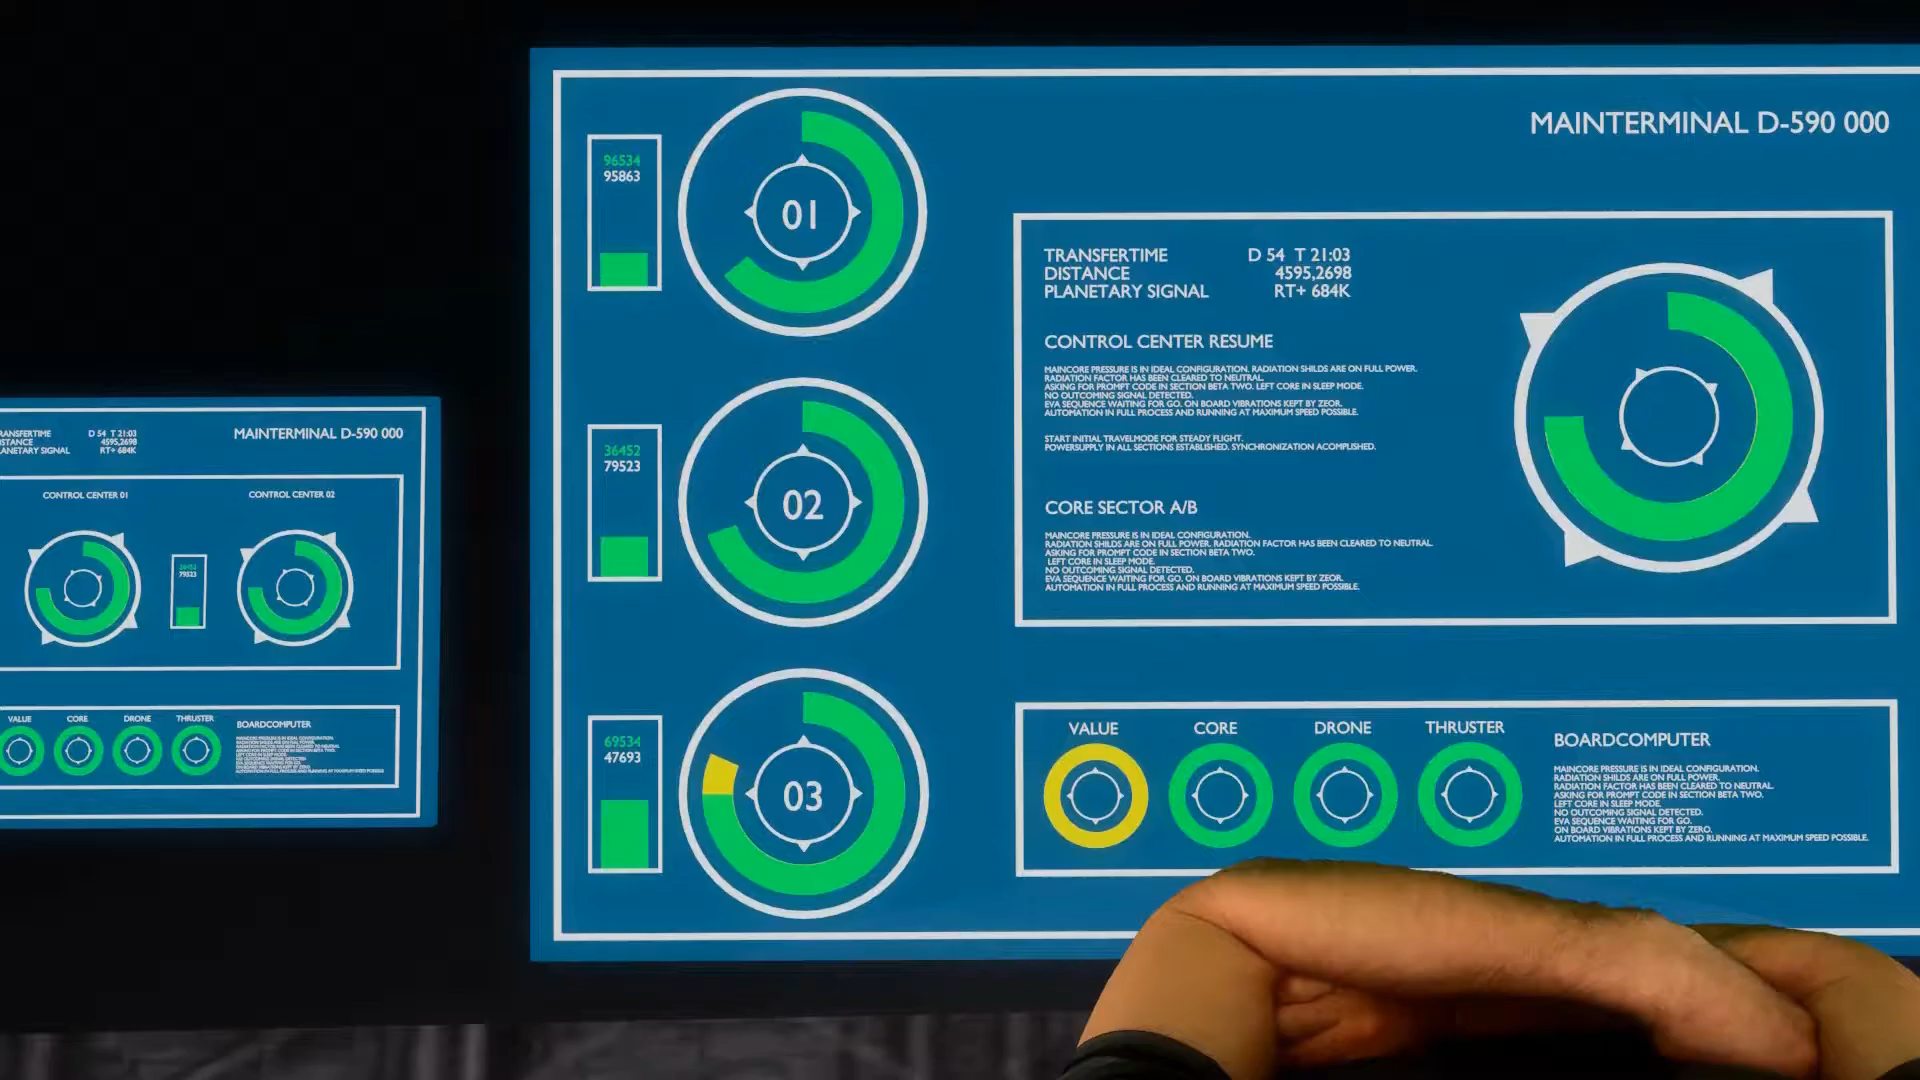 MAINTERMINAL D-590 000
96534
95863
01
TRANSFERTIME D 54 T 21:03
DISTANCE 4595,2698
PLANETARY SIGNAL RT+ 684K
CONTROL CENTER RESUME
MAINCORE PRESSURE IS IN IDEAL CONFIGURATION. RADIATION SHILDS ARE ON FULL POWER.
RADIATION FACTOR HAS BEEN CLEARED TO NEUTRAL.
ASKING FOR PROMPT CODE IN SECTION BETA TWO. LEFT CORE IN SLEEP MODE.
NO OUTCOMING SIGNAL DETECTED.
EVA SEQUENCE WAITING FOR GO. ON BOARD VIBRATIONS KEPT BY ZEOR.
AUTOMATION IN FULL PROCESS AND RUNNING AT MAXIMUM SPEED POSSIBLE.
START INITIAL TRAVELMODE FOR STEADY FLIGHT.
POWERSUPPLY IN ALL SECTIONS ESTABLISHED. SYNCHRONIZATION ACOMPLISHED.
36452
79523
02
CORE SECTOR A/B
MAINCORE PRESSURE IS IN IDEAL CONFIGURATION.
RADIATION SHILDS ARE ON FULL POWER. RADIATION FACTOR HAS BEEN CLEARED TO NEUTRAL.
ASKING FOR PROMPT CODE IN SECTION BETA TWO.
LEFT CORE IN SLEEP MODE.
NO OUTCOMING SIGNAL DETECTED.
EVA SEQUENCE WAITING FOR GO. ON BOARD VIBRATIONS KEPT BY ZEOR.
AUTOMATION IN FULL PROCESS AND RUNNING AT MAXIMUM SPEED POSSIBLE.
69534
47693
03
VALUE CORE DRONE THRUSTER
BOARDCOMPUTER
MAINCORE PRESSURE IS IN IDEAL CONFIGURATION.
RADIATION SHILDS ARE ON FULL POWER.
RADIATION FACTOR HAS BEEN CLEARED TO NEUTRAL.
ASKING FOR PROMPT CODE IN SECTION BETA TWO.
LEFT CORE IN SLEEP MODE.
NO OUTCOMING SIGNAL DETECTED.
EVA SEQUENCE WAITING FOR GO.
ON BOARD VIBRATIONS KEPT BY ZERO.
AUTOMATION IN FULL PROCESS AND RUNNING AT MAXIMUM SPEED POSSIBLE.
MAINTERMINAL D-590 000
D 54 T 21:03
4595,2698
SIGNAL RT+ 684K
CONTROL CENTER 01
CONTROL CENTER 02
36452
79523
VALUE CORE DRONE THRUSTER
BOARDCOMPUTER